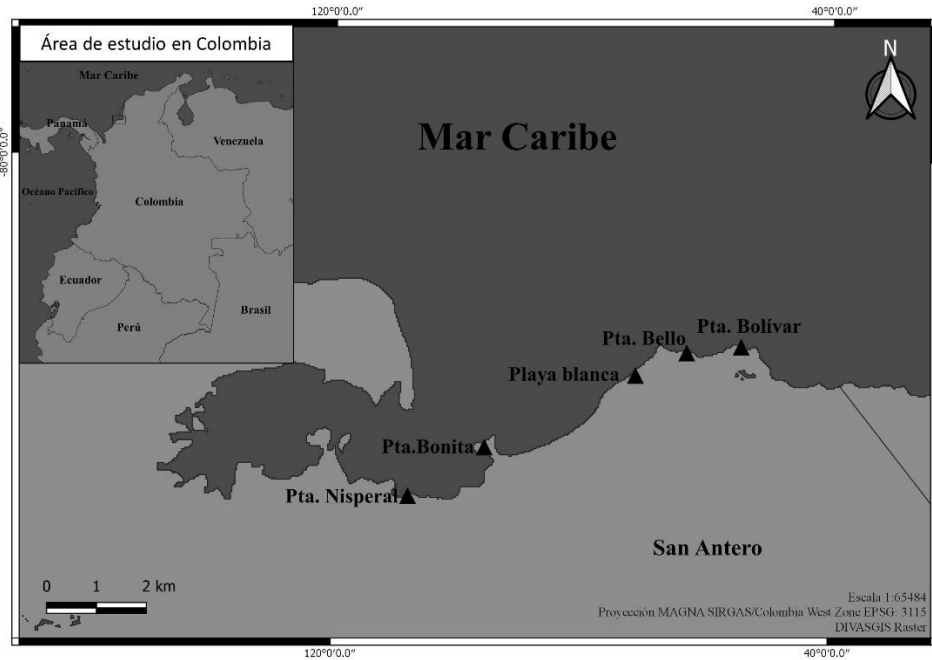 120°0'0.0"
40°0'0.0"
Área de estudio en Colombia
N
Mar Caribe
Panamá
Venezuela
Océano Pacífico
Colombia
Ecuador
Brasil
Perú
-80°0'0.0"
Mar Caribe
Pta. Bolívar
Pta. Bello
Playa blanca
Pta.Bonita
Pta. Nisperal
San Antero
0 1 2 km
Escala 1:65484
Proyección MAGNA SIRGAS/Colombia West Zone EPSG: 3115
DIVASGIS Raster
120°0'0.0"
40°0'0.0"